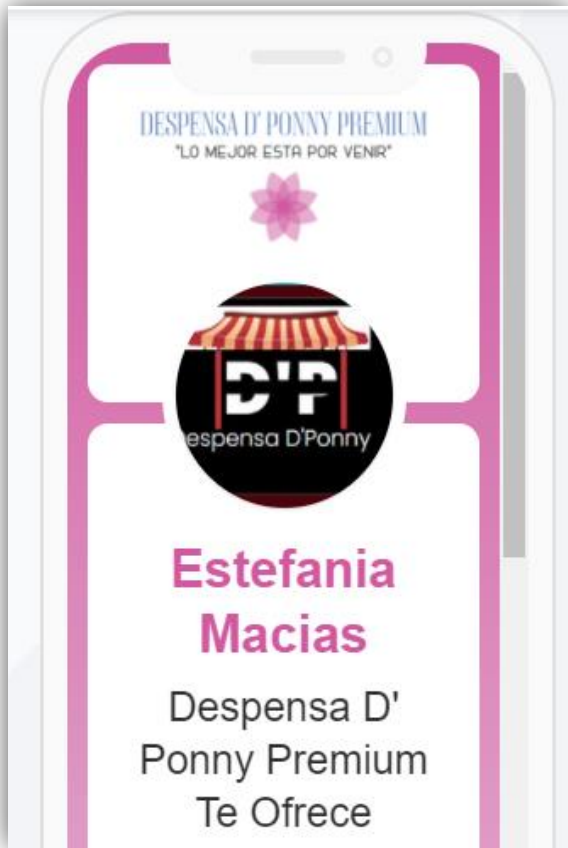 DESPENSA D' PONNY PREMIUM
"LO MEJOR ESTA POR VENIR"
D'P
espensa D'Ponny
Estefania
Macias
Despensa D'
Ponny Premium
Te Ofrece